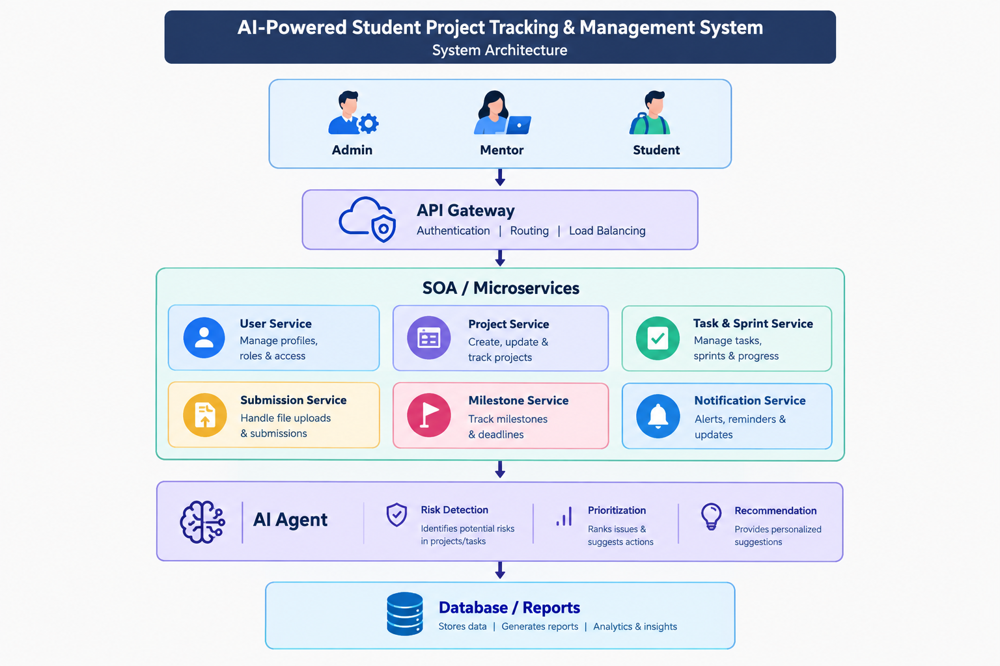 AI-Powered Student Project Tracking & Management System
System Architecture
Admin
Mentor
Student
API Gateway
Authentication | Routing | Load Balancing
SOA / Microservices
User Service
Manage profiles,
roles & access
Project Service
Create, update &
track projects
Task & Sprint Service
Manage tasks,
sprints & progress
Submission Service
Handle file uploads
& submissions
Milestone Service
Track milestones
& deadlines
Notification Service
Alerts, reminders &
updates
AI Agent
Risk Detection
Identifies potential risks
in projects/tasks
Prioritization
Ranks issues &
suggests actions
Recommendation
Provides personalized
suggestions
Database / Reports
Stores data | Generates reports | Analytics & insights